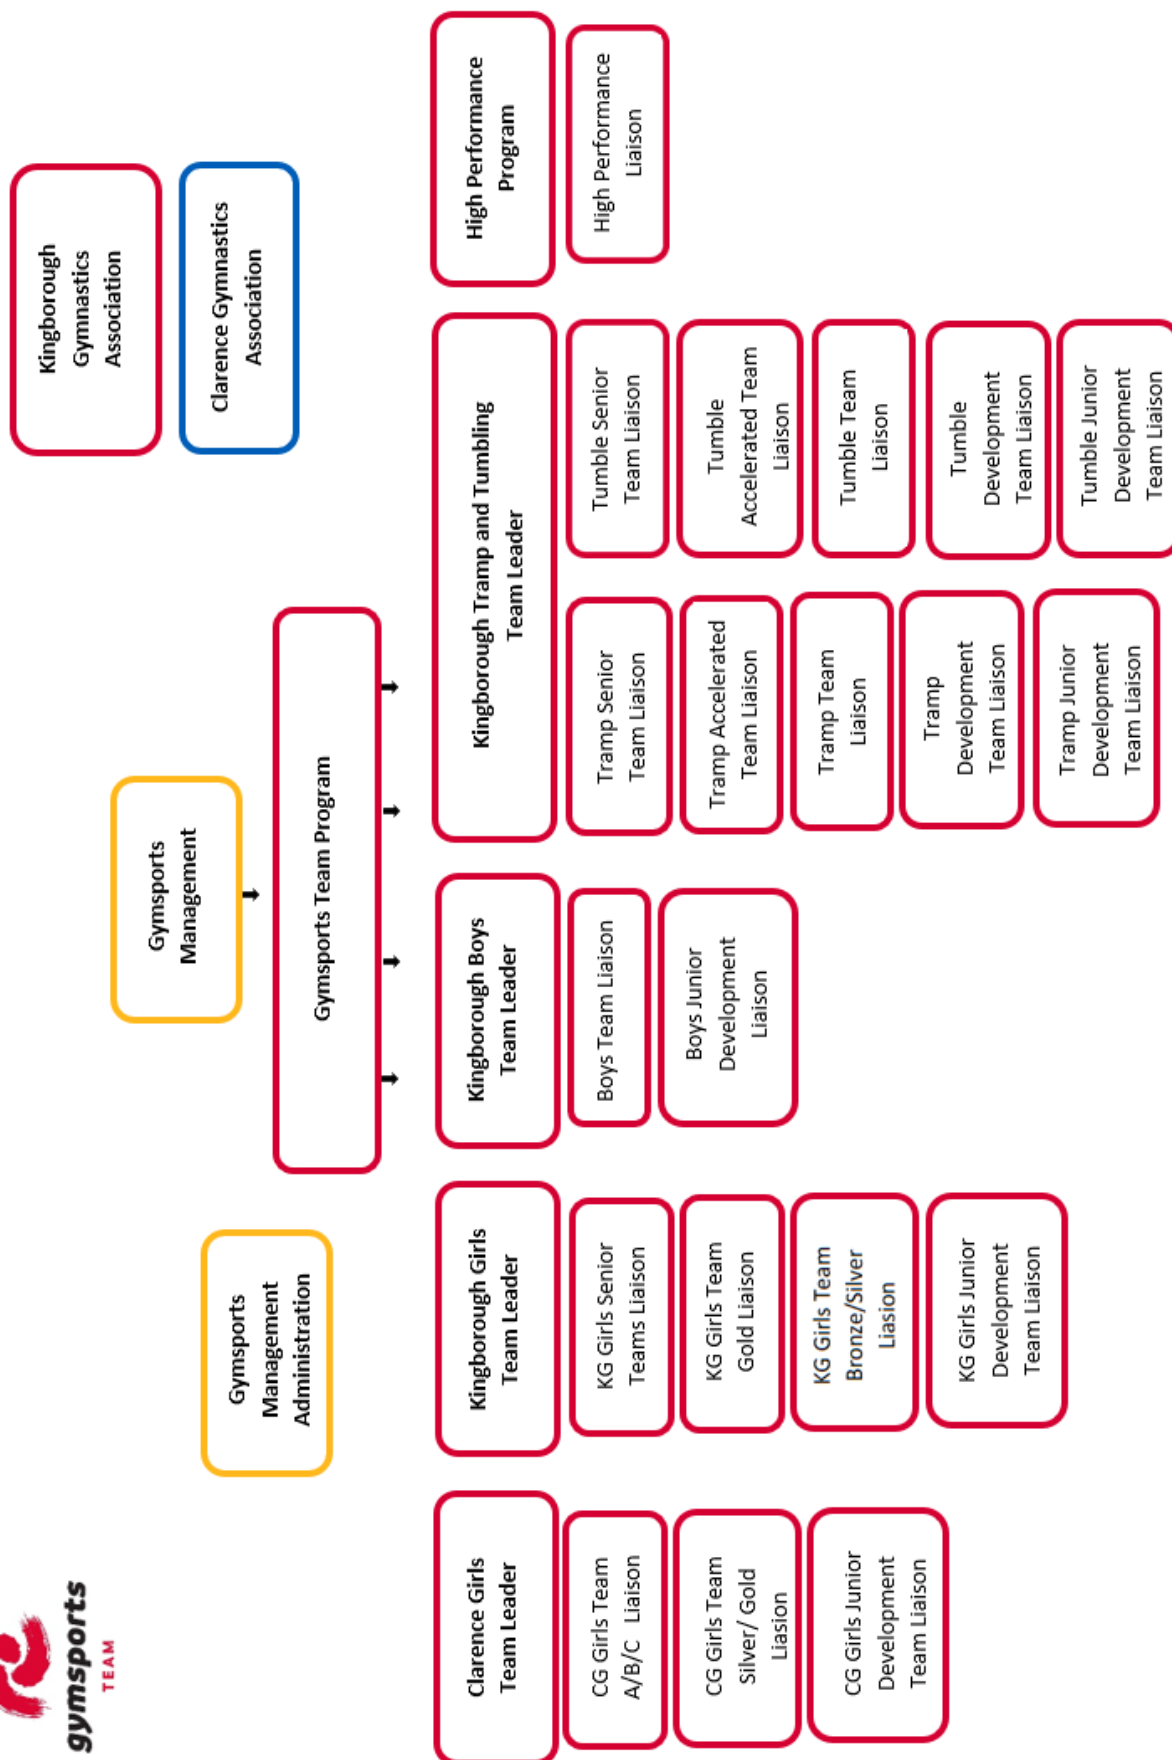 gymsports
TEAM
Gymsports
Management
Administration
Gymsports
Management
Kingborough
Gymnastics
Association
Clarence Gymnastics
Association
Gymsports Team Program
Clarence Girls
Team Leader
CG Girls Team
A/B/C Liaison
CG Girls Team
Silver/ Gold
Liasion
CG Girls Junior
Development
Team Liaison
Kingborough Girls
Team Leader
KG Girls Senior
Teams Liaison
KG Girls Team
Gold Liaison
KG Girls Team
Bronze/Silver
Liasion
KG Girls Junior
Development
Team Liaison
Kingborough Boys
Team Leader
Boys Team Liaison
Boys Junior
Development
Liaison
Kingborough Tramp and Tumbling
Team Leader
Tramp Senior
Team Liaison
Tramp Accelerated
Team Liaison
Tramp Team
Liaison
Tramp
Development
Team Liaison
Tramp Junior
Development
Team Liaison
Tumble Senior
Team Liaison
Tumble
Accelerated Team
Liaison
Tumble Team
Liaison
Tumble
Development
Team Liaison
Tumble Junior
Development
Team Liaison
High Performance
Program
High Performance
Liaison